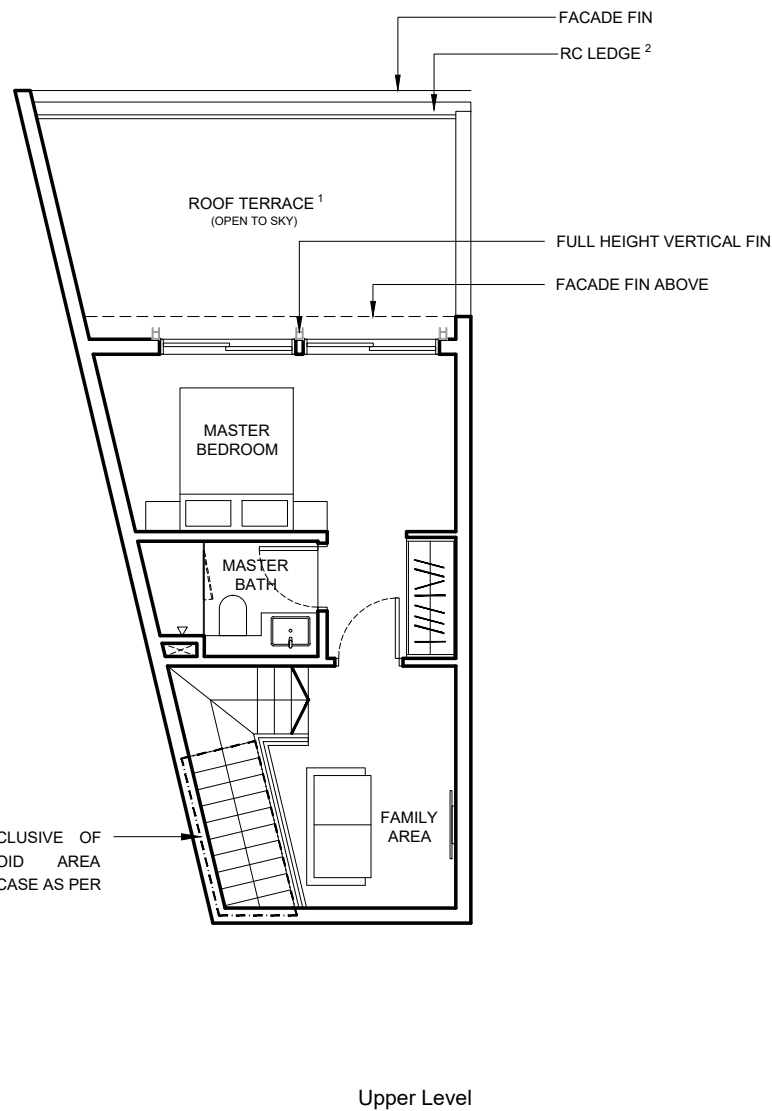 FACADE FIN
RC LEDGE 2
ROOF TERRACE 1
(OPEN TO SKY)
FULL HEIGHT VERTICAL FIN
FACADE FIN ABOVE
MASTER
BEDROOM
MASTER
BATH
FAMILY
AREA
CLUSIVE OF
OID AREA
CASE AS PER
Upper Level